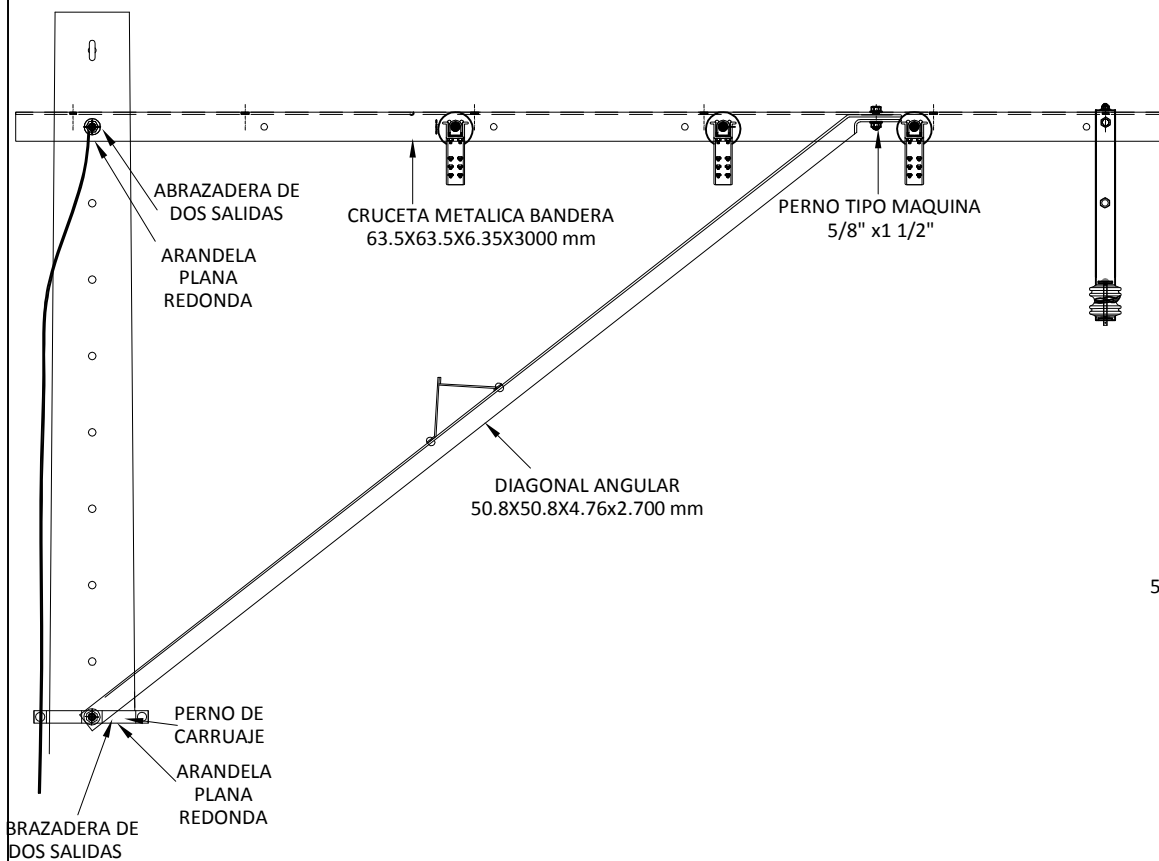 ABRAZADERA DE
DOS SALIDAS
ARANDELA
PLANA
REDONDA
CRUCETA METALICA BANDERA
63.5X63.5X6.35X3000 mm
PERNO TIPO MAQUINA
5/8" x1 1/2"
DIAGONAL ANGULAR
50.8X50.8X4.76x2.700 mm
5
PERNO DE
CARRUAJE
ARANDELA
PLANA
REDONDA
BRAZADERA DE
DOS SALIDAS